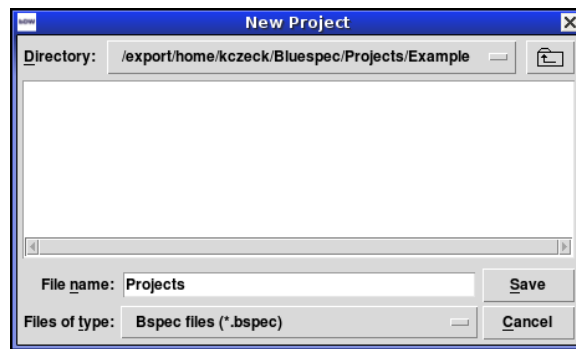 New Project
Directory: /export/home/kczeck/Bluespec/Projects/Example
File name: Projects Save
Files of type: Bspec files (*.bspec) Cancel